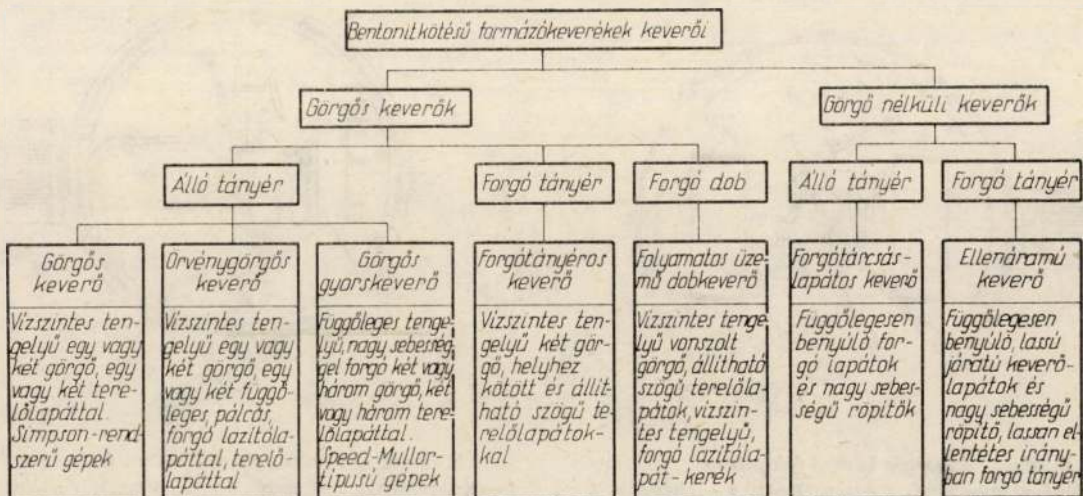 Bentonitkötésű formázókeverékek keverői
Görgős keverők
Görgő nélküli keverők
Álló tányér
Forgó tányér
Forgó dob
Álló tányér
Forgó tányér
Görgős
keverő
Vízszintes ten-
gelyű egy vagy
két görgő, egy
vagy két tere-
lőlapáttal.
Simpson-rend-
szerű gépek
Örvénygörgős
keverő
Vízszintes ten-
gelyű egy vagy
két görgő, egy
vagy két függő-
leges, pálcás,
forgó lazítóla-
páttal, terelő-
lapáttal
Görgős
gyorskeverő
Függőleges tenge-
lyű, nagy sebesség-
gel forgó két vagy
három görgő, két
vagy három tere-
lőlapáttal.
Speed-Mullor-
típusú gépek
Forgótányéros
keverő
Vízszintes ten-
gelyű két gör-
gő, helyhez
kötött és állít-
ható szögű te-
relőlapátok-
kal
Folyamatos üze-
mű dobkeverő
Vízszintes tenge-
lyű vonszolt
görgő, állítható
szögű terelőla-
pátok, vízszin-
tes tengelyű,
forgó lazítóla-
pát-kerék
Forgótárcsás-
lapátos keverő
Függőlegesen
benyúló for-
gó lapátok
és nagy sebes-
ségű röpítők
Ellenáramú
keverő
Függőlegesen
benyúló, lassú
járatú keverő-
lapátok és
nagy sebességű
röpítő, lassan el-
lentétes irány-
ban forgó tányér